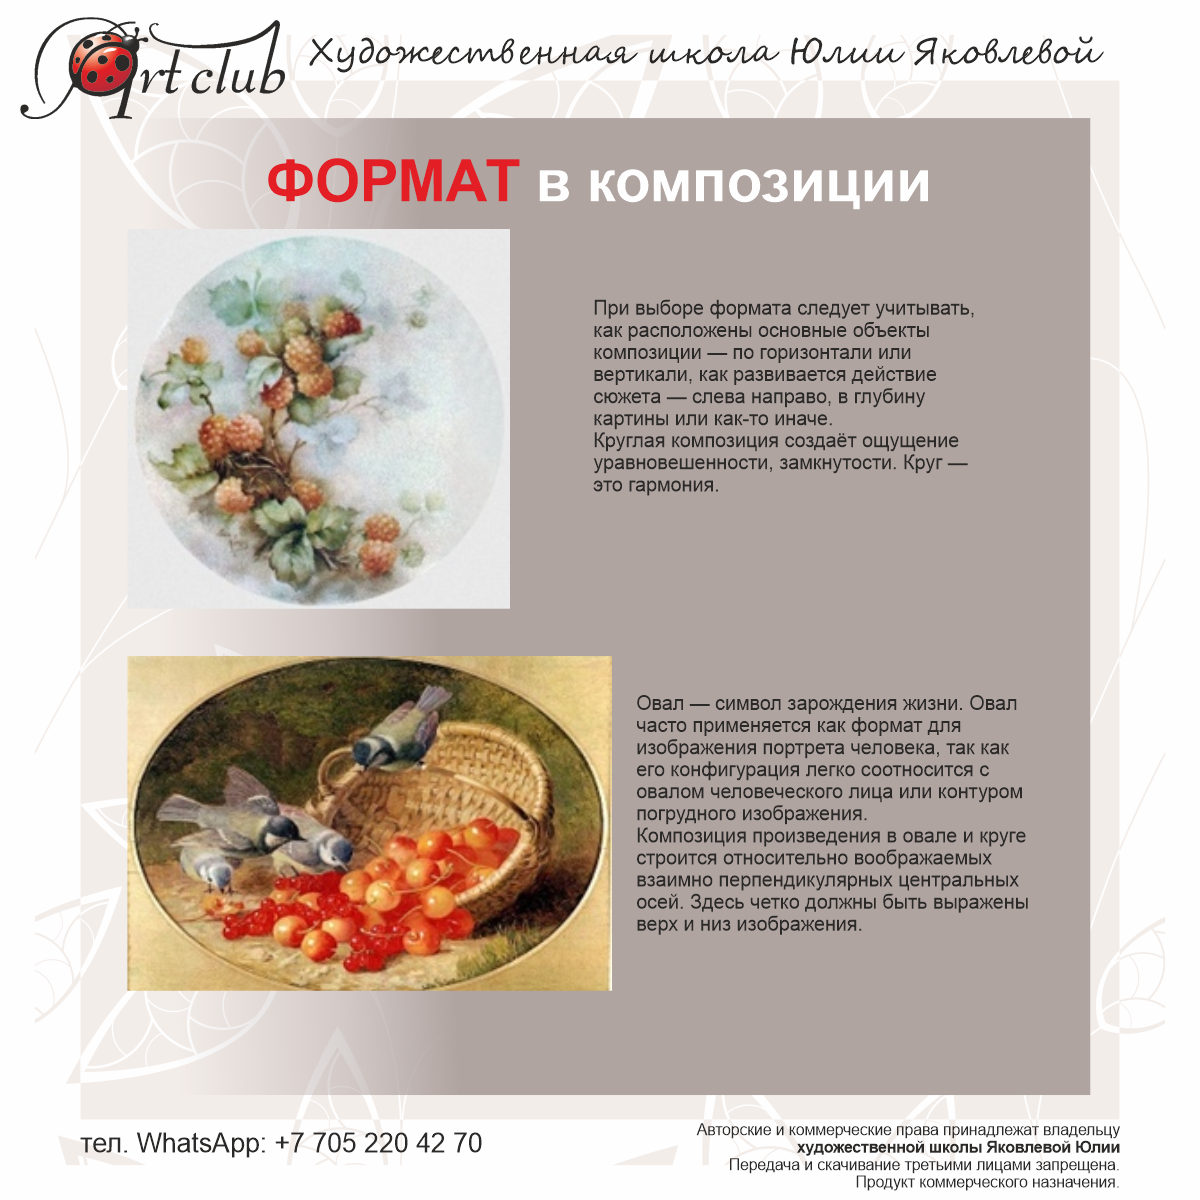 Art club
Художественная школа Юлии Яковлевой
ФОРМАТ в композиции
При выборе формата следует учитывать,
как расположены основные объекты
композиции — по горизонтали или
вертикали, как развивается действие
сюжета — слева направо, в глубину
картины или как-то иначе.
Круглая композиция создаёт ощущение
уравновешенности, замкнутости. Круг —
это гармония.
Овал — символ зарождения жизни. Овал
часто применяется как формат для
изображения портрета человека, так как
его конфигурация легко соотносится с
овалом человеческого лица или контуром
погрудного изображения.
Композиция произведения в овале и круге
строится относительно воображаемых
взаимно перпендикулярных центральных
осей. Здесь четко должны быть выражены
верх и низ изображения.
тел. WhatsApp: +7 705 220 42 70
Авторские и коммерческие права принадлежат владельцу
художественной школы Яковлевой Юлии
Передача и скачивание третьими лицами запрещена.
Продукт коммерческого назначения.